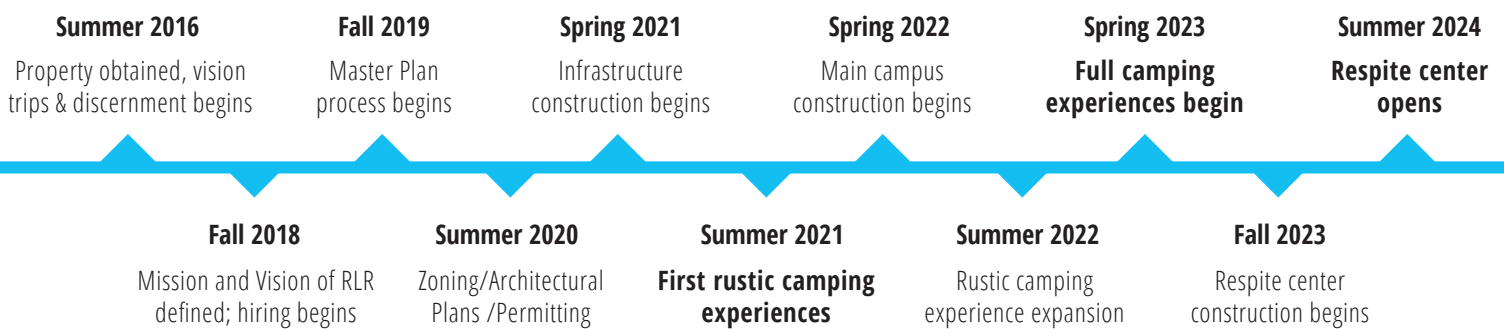 Summer 2016
Property obtained, vision
trips & discernment begins
Fall 2019
Master Plan
process begins
Spring 2021
Infrastructure
construction begins
Spring 2022
Main campus
construction begins
Spring 2023
Full camping
experiences begin
Summer 2024
Respite center
opens
Fall 2018
Mission and Vision of RLR
defined; hiring begins
Summer 2020
Zoning/Architectural
Plans /Permitting
Summer 2021
First rustic camping
experiences
Summer 2022
Rustic camping
experience expansion
Fall 2023
Respite center
construction begins